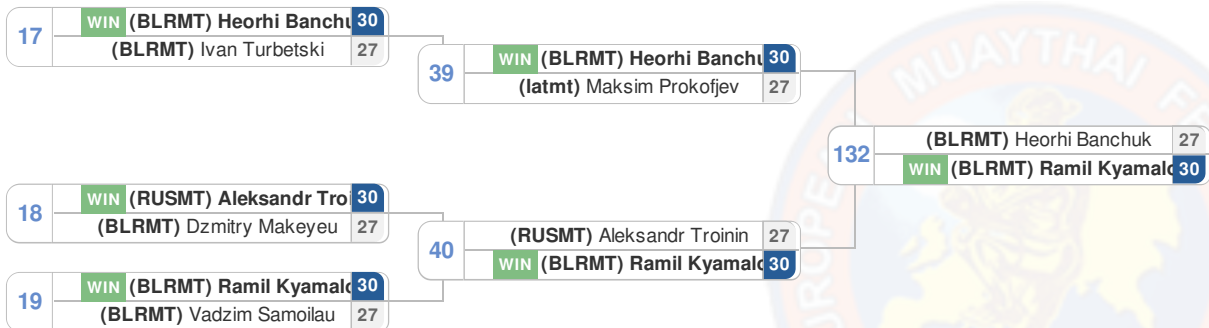 17
WIN (BLRMT) Heorhi Banchu 30
(BLRMT) Ivan Turbetski 27
39
WIN (BLRMT) Heorhi Banchu 30
(latmt) Maksim Prokofjev 27
132
(BLRMT) Heorhi Banchuk 27
WIN (BLRMT) Ramil Kyamalo 30
18
WIN (RUSMT) Aleksandr Troi 30
(BLRMT) Dzmitry Makeyeu 27
40
(RUSMT) Aleksandr Troinin 27
WIN (BLRMT) Ramil Kyamalo 30
19
WIN (BLRMT) Ramil Kyamalo 30
(BLRMT) Vadzim Samoilau 27
MUAYTHAI